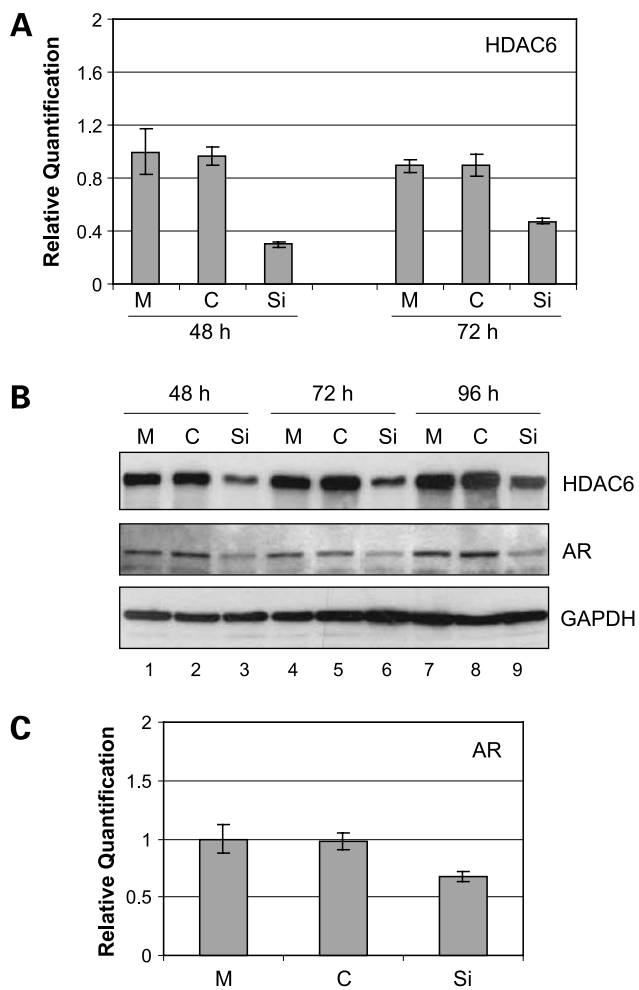 A
Relative Quantification
HDAC6
2
1.6
1.2
0.8
0.4
0
M C Si M C Si
48 h 72 h
B
48 h 72 h 96 h
M C Si M C Si M C Si
HDAC6
AR
GAPDH
1 2 3 4 5 6 7 8 9
C
Relative Quantification
AR
2
1.5
1
0.5
0
M C Si